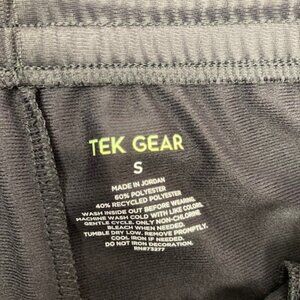 TEK GEAR
S
MADE IN JORDAN
60% POLYESTER
40% RECYCLED POLYESTER
WASH INSIDE OUT BEFORE WEARING.
MACHINE WASH COLD WITH LIKE COLORS.
GENTLE CYCLE. ONLY NON-CHLORINE
BLEACH WHEN NEEDED.
TUMBLE DRY LOW. REMOVE PROMPTLY.
COOL IRON IF NEEDED.
DO NOT IRON DECORATION.
RN#73277